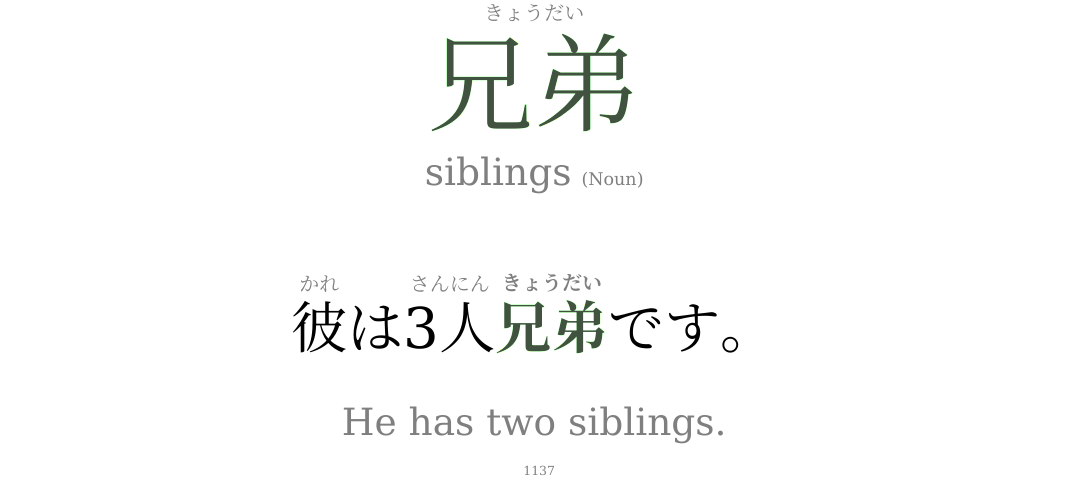 きょうだい
兄弟
siblings (Noun)
かれ さんにん きょうだい
彼は3人兄弟です。
He has two siblings.
1137